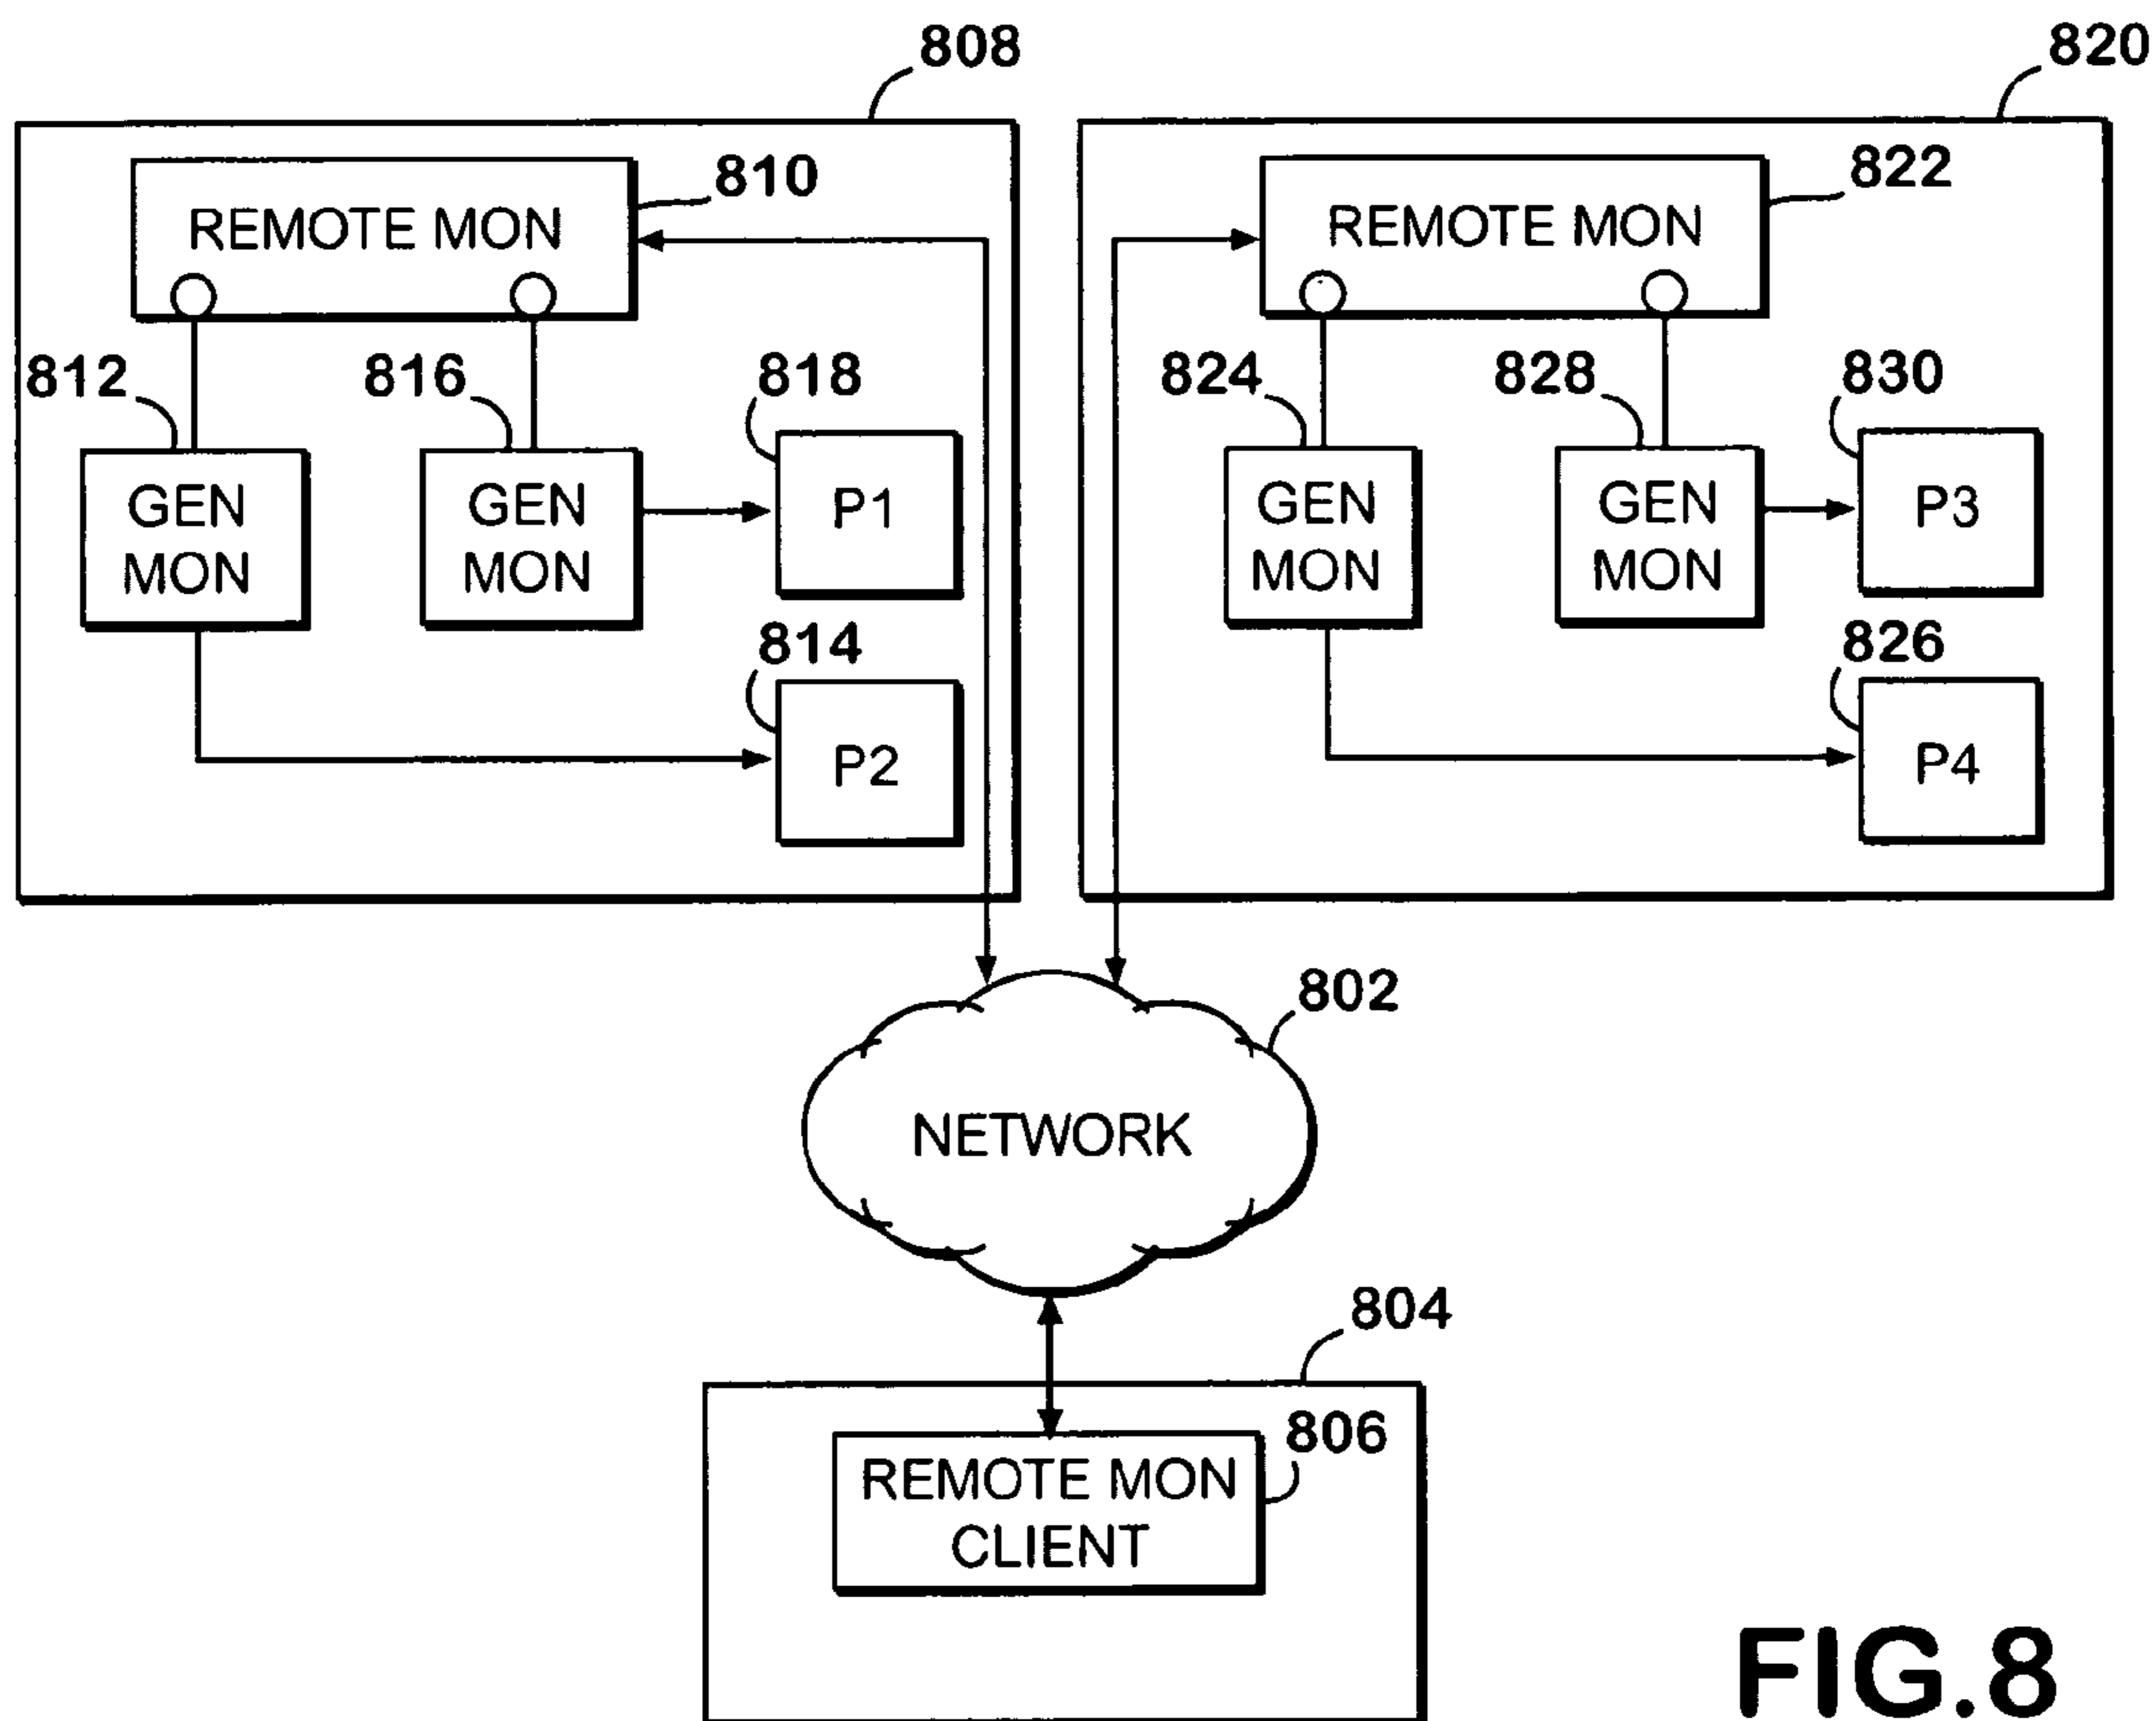 808
820
810
REMOTE MON
822
REMOTE MON
812
816
818
824
828
830
GEN
MON
GEN
MON
P1
GEN
MON
GEN
MON
P3
814
P2
826
P4
802
NETWORK
804
806
REMOTE MON
CLIENT
FIG.8